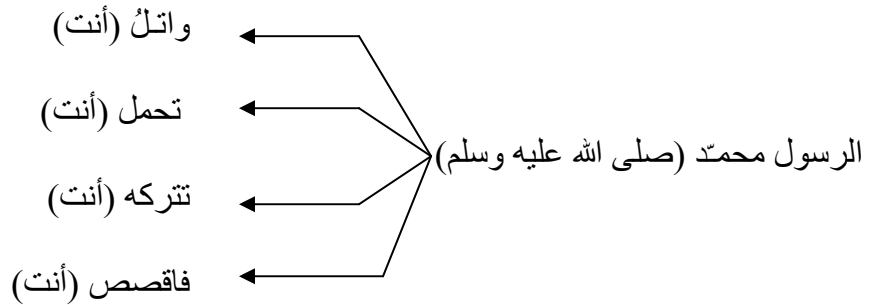 واتلُ (أنت)
تحمل (أنت)
الرسول محمّد (صلى الله عليه وسلم)
تتركه (أنت)
فاقصص (أنت)